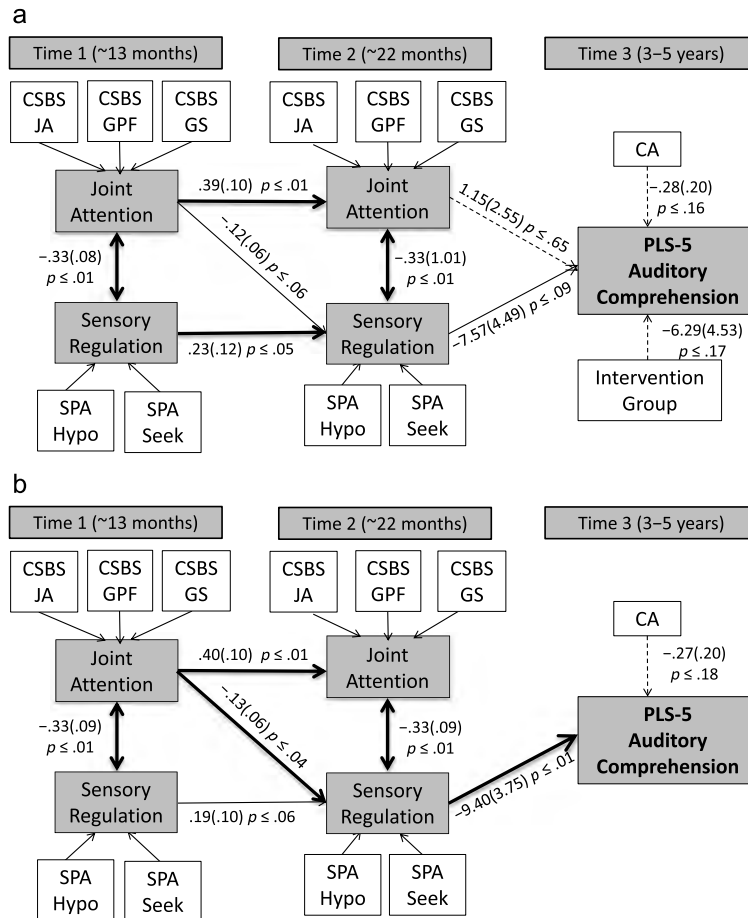 a
Time 1 (~13 months)
Time 2 (~22 months)
Time 3 (3–5 years)
CSBS
JA
CSBS
GPF
CSBS
GS
CSBS
JA
CSBS
GPF
CSBS
GS
CA
Joint
Attention
.39(.10) p ≤ .01
Joint
Attention
1.15(2.55) p ≤ .65
−.28(.20)
p ≤ .16
−.33(.08)
p ≤ .01
−.12(.06) p ≤ .06
−.33(1.01)
p ≤ .01
PLS-5
Auditory
Comprehension
Sensory
Regulation
.23(.12) p ≤ .05
Sensory
Regulation
−7.57(4.49) p ≤ .09
−6.29(4.53)
p ≤ .17
Intervention
Group
SPA
Hypo
SPA
Seek
SPA
Hypo
SPA
Seek
b
Time 1 (~13 months)
Time 2 (~22 months)
Time 3 (3–5 years)
CSBS
JA
CSBS
GPF
CSBS
GS
CSBS
JA
CSBS
GPF
CSBS
GS
CA
Joint
Attention
.40(.10) p ≤ .01
Joint
Attention
−.27(.20)
p ≤ .18
−.33(.09)
p ≤ .01
−.13(.06) p ≤ .04
−.33(.09)
p ≤ .01
PLS-5
Auditory
Comprehension
Sensory
Regulation
.19(.10) p ≤ .06
Sensory
Regulation
−9.40(3.75) p ≤ .01
SPA
Hypo
SPA
Seek
SPA
Hypo
SPA
Seek